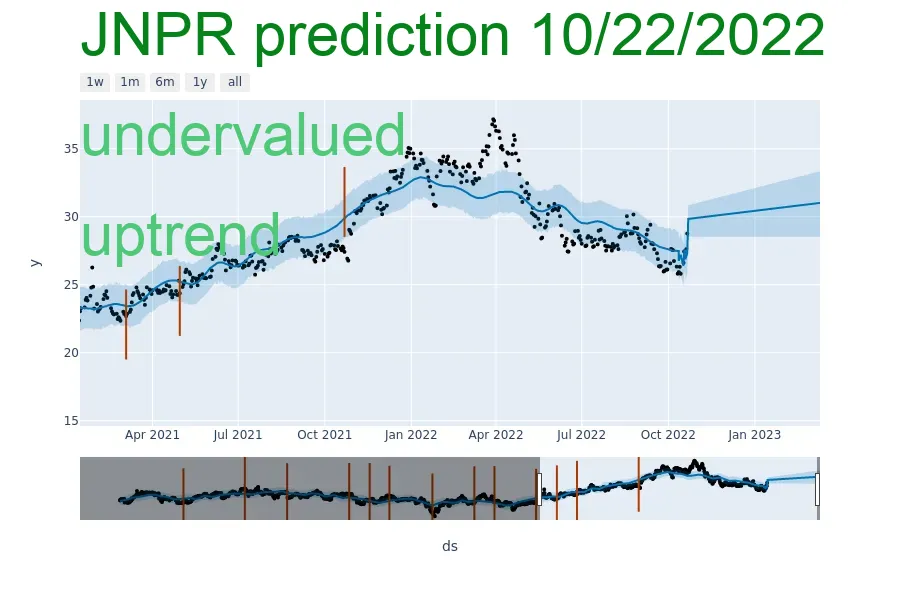 JNPR prediction 10/22/2022
1w 1m 6m 1y all
undervalued
uptrend
35
30
25
20
15
y
Apr 2021 Jul 2021 Oct 2021 Jan 2022 Apr 2022 Jul 2022 Oct 2022 Jan 2023
ds